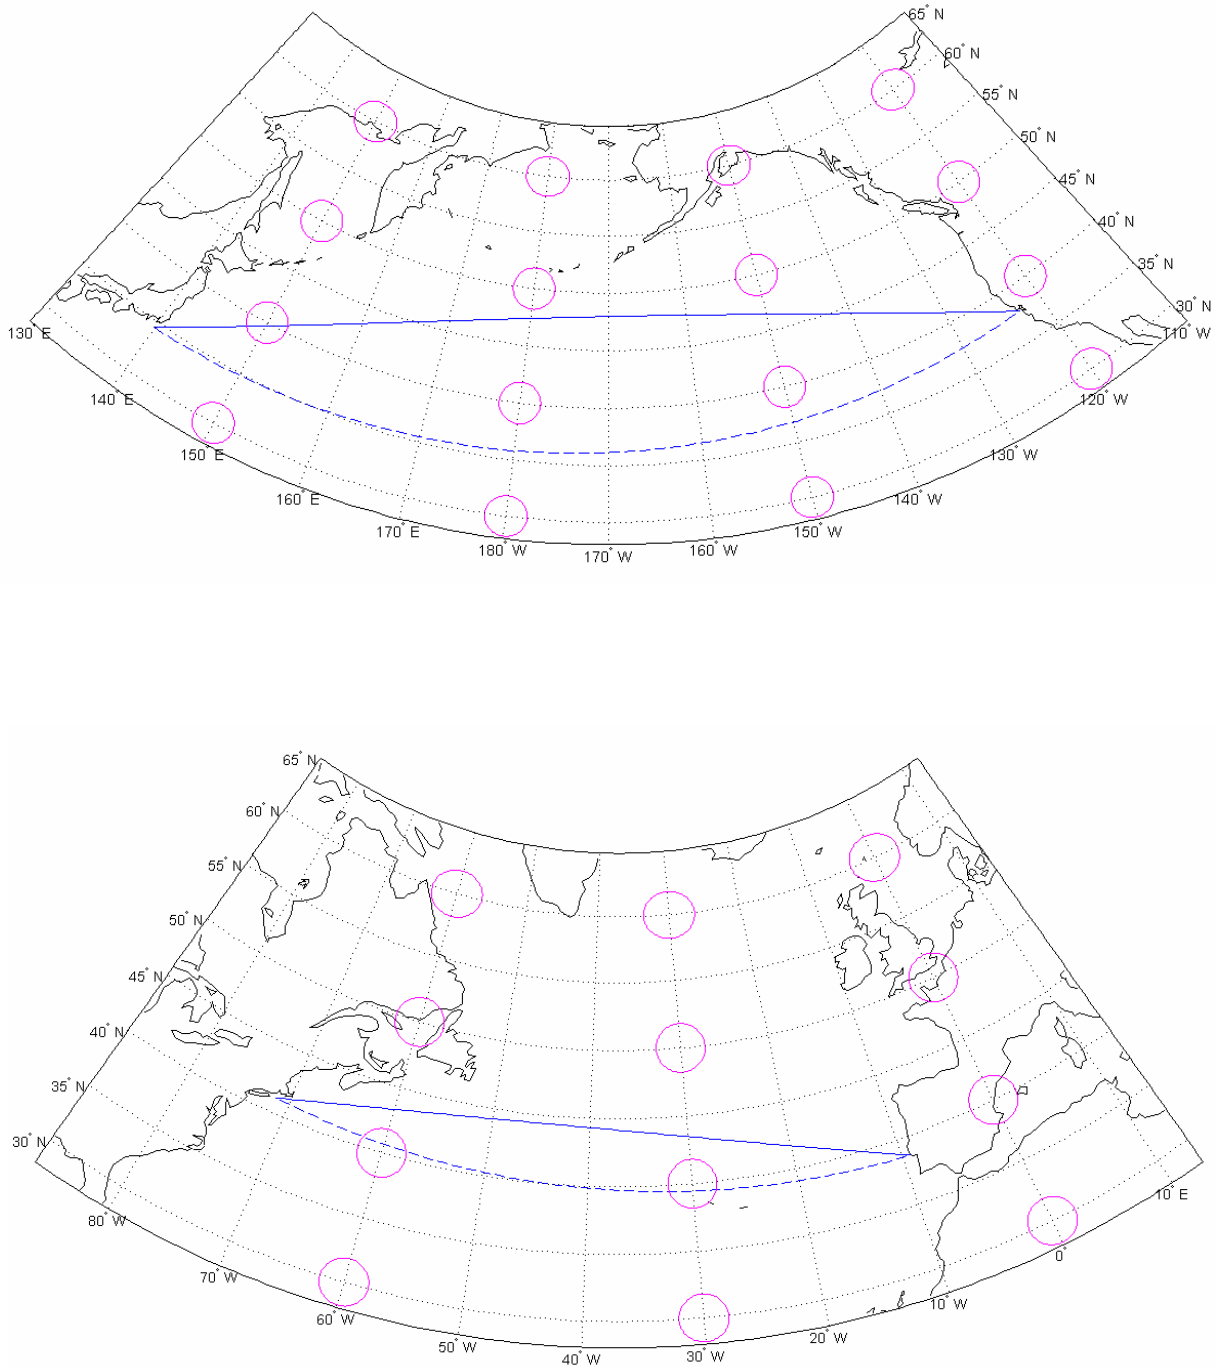 65° N
60° N
55° N
50° N
45° N
40° N
35° N
30° N
130° E
110° W
140° E
120° W
150° E
130° W
160° E
140° W
170° E
150° W
180° W
160° W
170° W
65° N
60° N
55° N
50° N
45° N
40° N
35° N
30° N
10° E
80° W
0°
70° W
10° W
60° W
20° W
50° W
30° W
40° W